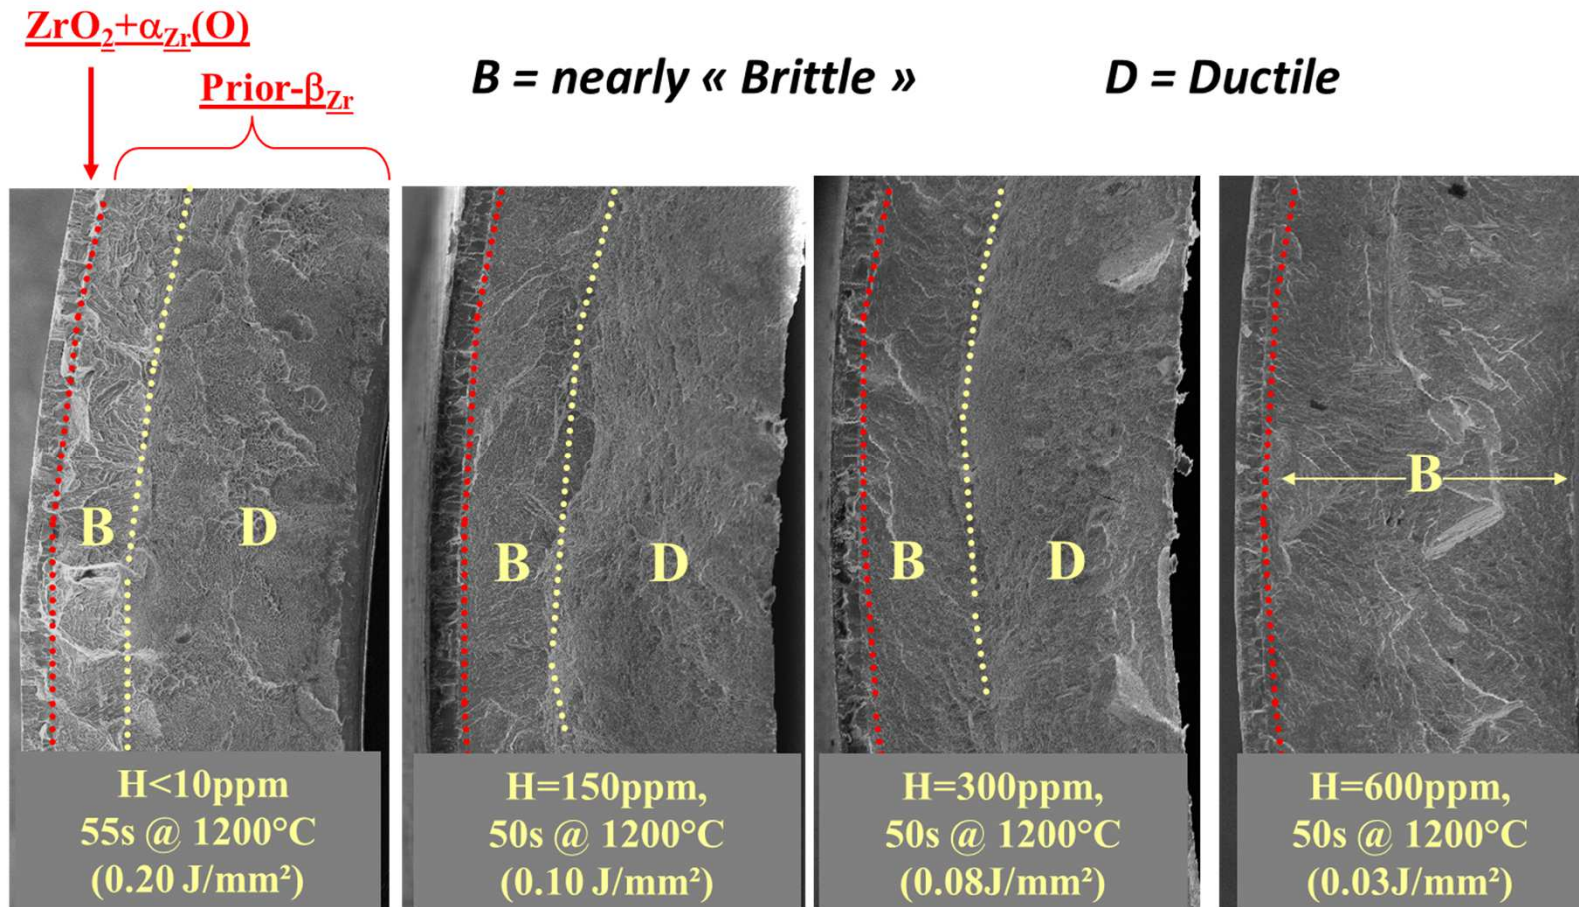 ZrO₂+αZr(O)
Prior-βZr
B = nearly « Brittle »
D = Ductile
B
D
B
D
B
D
B
H<10ppm
55s @ 1200°C
(0.20 J/mm²)
H=150ppm,
50s @ 1200°C
(0.10 J/mm²)
H=300ppm,
50s @ 1200°C
(0.08J/mm²)
H=600ppm,
50s @ 1200°C
(0.03J/mm²)